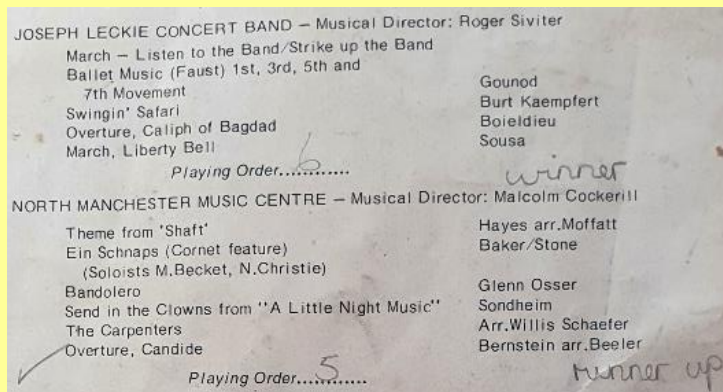 JOSEPH LECKIE CONCERT BAND – Musical Director: Roger Siviter
March – Listen to the Band/Strike up the Band
Ballet Music (Faust) 1st, 3rd, 5th and
7th Movement Gounod
Swingin' Safari Burt Kaempfert
Overture, Caliph of Bagdad Boieldieu
March, Liberty Bell Sousa
Playing Order....6........
winner
NORTH MANCHESTER MUSIC CENTRE – Musical Director: Malcolm Cockerill
Theme from 'Shaft' Hayes arr.Moffatt
Ein Schnaps (Cornet feature) Baker/Stone
(Soloists M.Becket, N.Christie)
Bandolero Glenn Osser
Send in the Clowns from "A Little Night Music" Sondheim
The Carpenters Arr.Willis Schaefer
Overture, Candide Bernstein arr.Beeler
Playing Order....5........
runner up